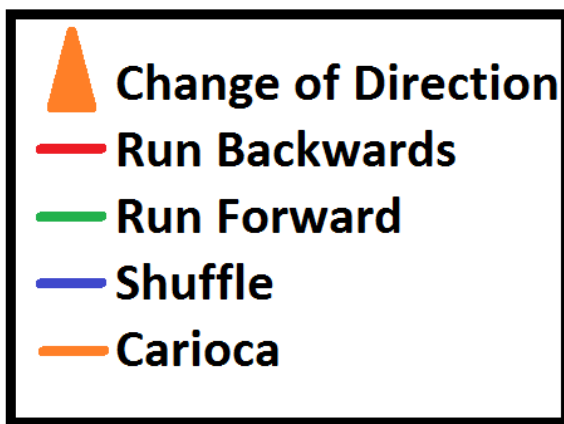 Change of Direction
Run Backwards
Run Forward
Shuffle
Carioca